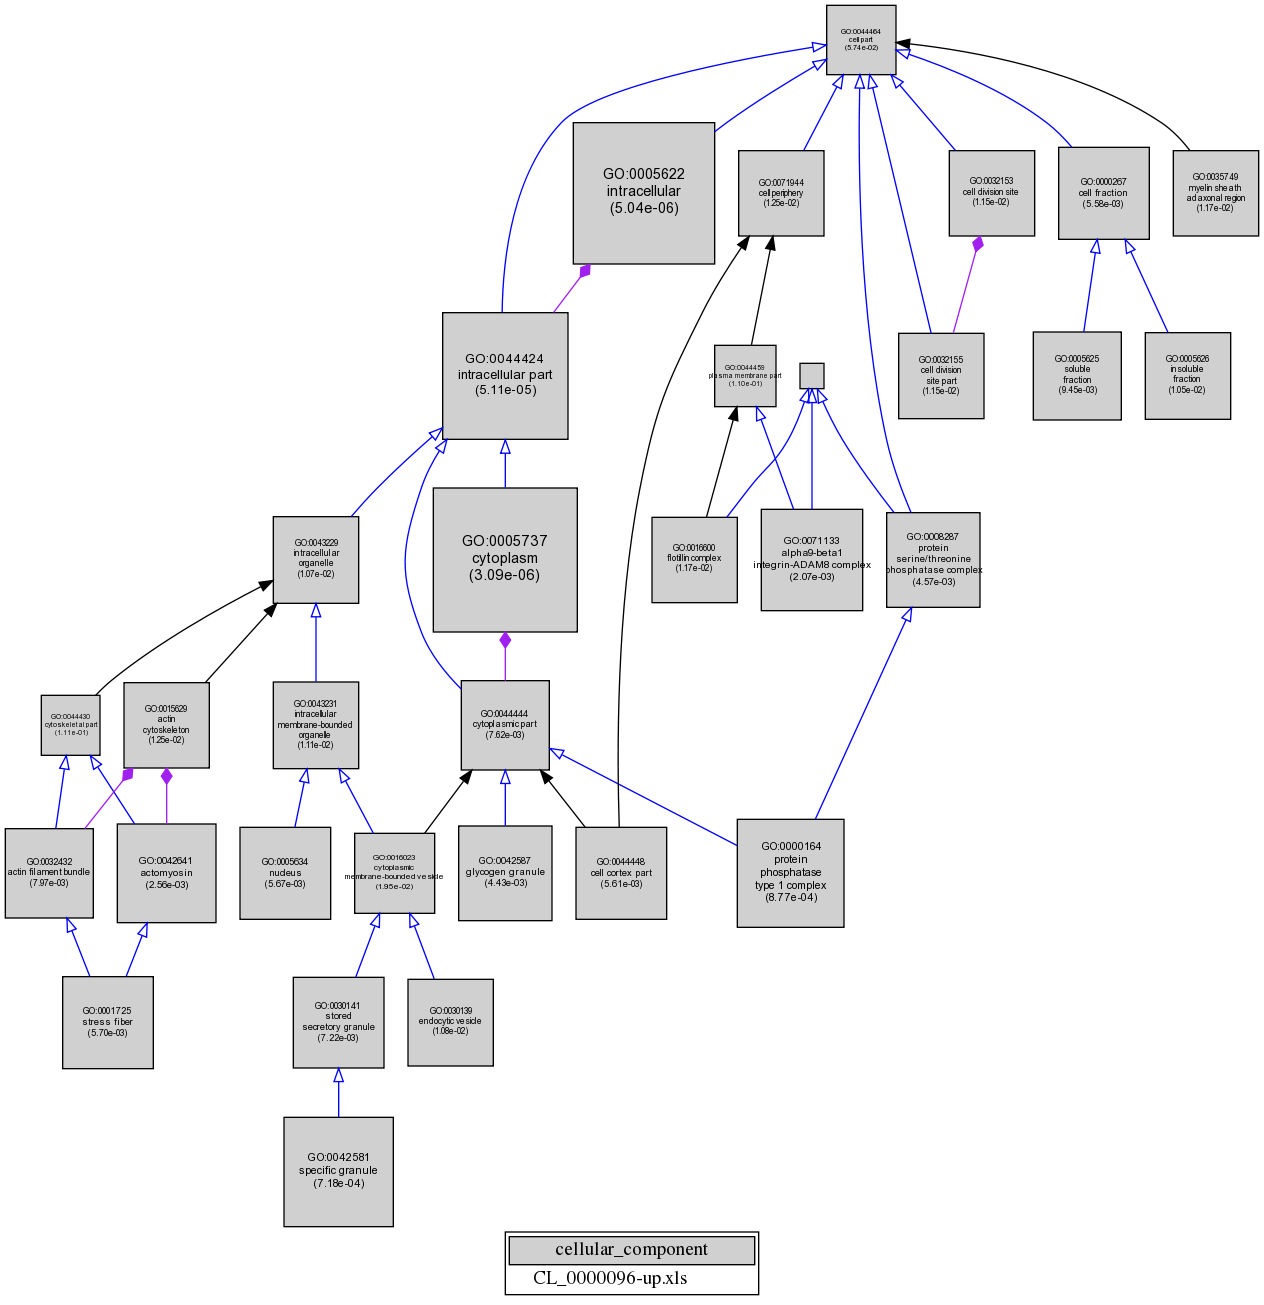 GO:0044464
cell part
(5.74e-02)
GO:0005622
intracellular
(5.04e-06)
GO:0071944
cell periphery
(1.25e-02)
GO:0032153
cell division site
(1.15e-02)
GO:0000267
cell fraction
(5.58e-03)
GO:0035749
myelin sheath
adaxonal region
(1.17e-02)
GO:0044424
intracellular part
(5.11e-05)
GO:0044459
plasma membrane part
(1.10e-01)
GO:0032155
cell division
site part
(1.15e-02)
GO:0005625
soluble
fraction
(9.45e-03)
GO:0005626
insoluble
fraction
(1.05e-02)
GO:0043229
intracellular
organelle
(1.07e-02)
GO:0005737
cytoplasm
(3.09e-06)
GO:0016600
flotillin complex
(1.17e-02)
GO:0071133
alpha9-beta1
integrin-ADAM8 complex
(2.07e-03)
GO:0008287
protein
serine/threonine
phosphatase complex
(4.57e-03)
GO:0044430
cytoskeletal part
(1.11e-01)
GO:0015629
actin
cytoskeleton
(1.25e-02)
GO:0043231
intracellular
membrane-bounded
organelle
(1.11e-02)
GO:0044444
cytoplasmic part
(7.62e-03)
GO:0032432
actin filament bundle
(7.97e-03)
GO:0042641
actomyosin
(2.56e-03)
GO:0005634
nucleus
(5.67e-03)
GO:0016023
cytoplasmic
membrane-bounded vesicle
(1.95e-02)
GO:0042587
glycogen granule
(4.43e-03)
GO:0044448
cell cortex part
(5.61e-03)
GO:0000164
protein
phosphatase
type 1 complex
(8.77e-04)
GO:0001725
stress fiber
(5.70e-03)
GO:0030141
stored
secretory granule
(7.22e-03)
GO:0030139
endocytic vesicle
(1.08e-02)
GO:0042581
specific granule
(7.18e-04)
cellular_component
CL_0000096-up.xls